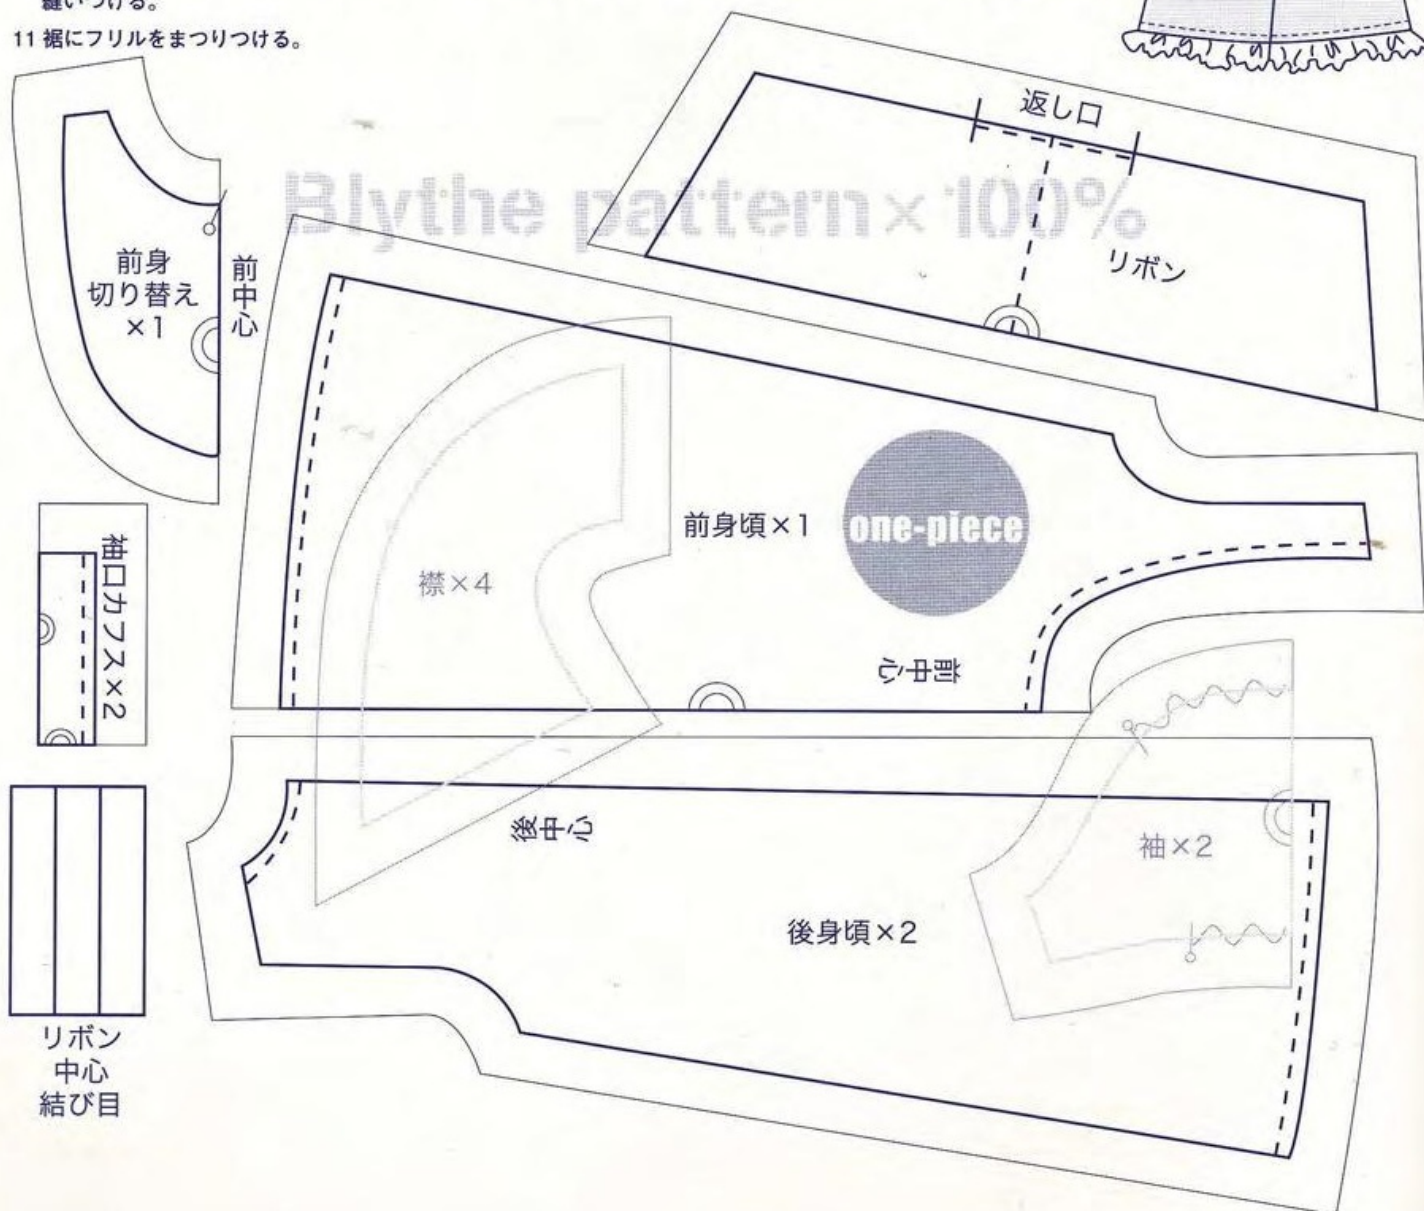 縫いつける。
11 裾にフリルをまつりつける。
返し口
Blythe pattern×100%
リボン
前身
切り替え
×1
前中心
前身頃×1
one-piece
襟×4
前中心
袖口カフス×2
後中心
袖×2
後身頃×2
リボン
中心
結び目